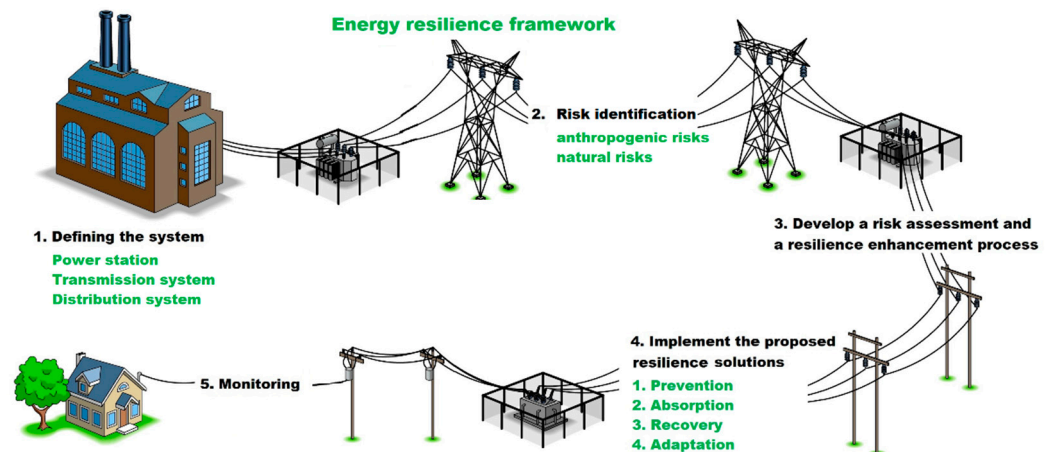 Energy resilience framework
2. Risk identification
anthropogenic risks
natural risks
1. Defining the system
Power station
Transmission system
Distribution system
3. Develop a risk assessment and
a resilience enhancement process
4. Implement the proposed
resilience solutions
1. Prevention
2. Absorption
3. Recovery
4. Adaptation
5. Monitoring